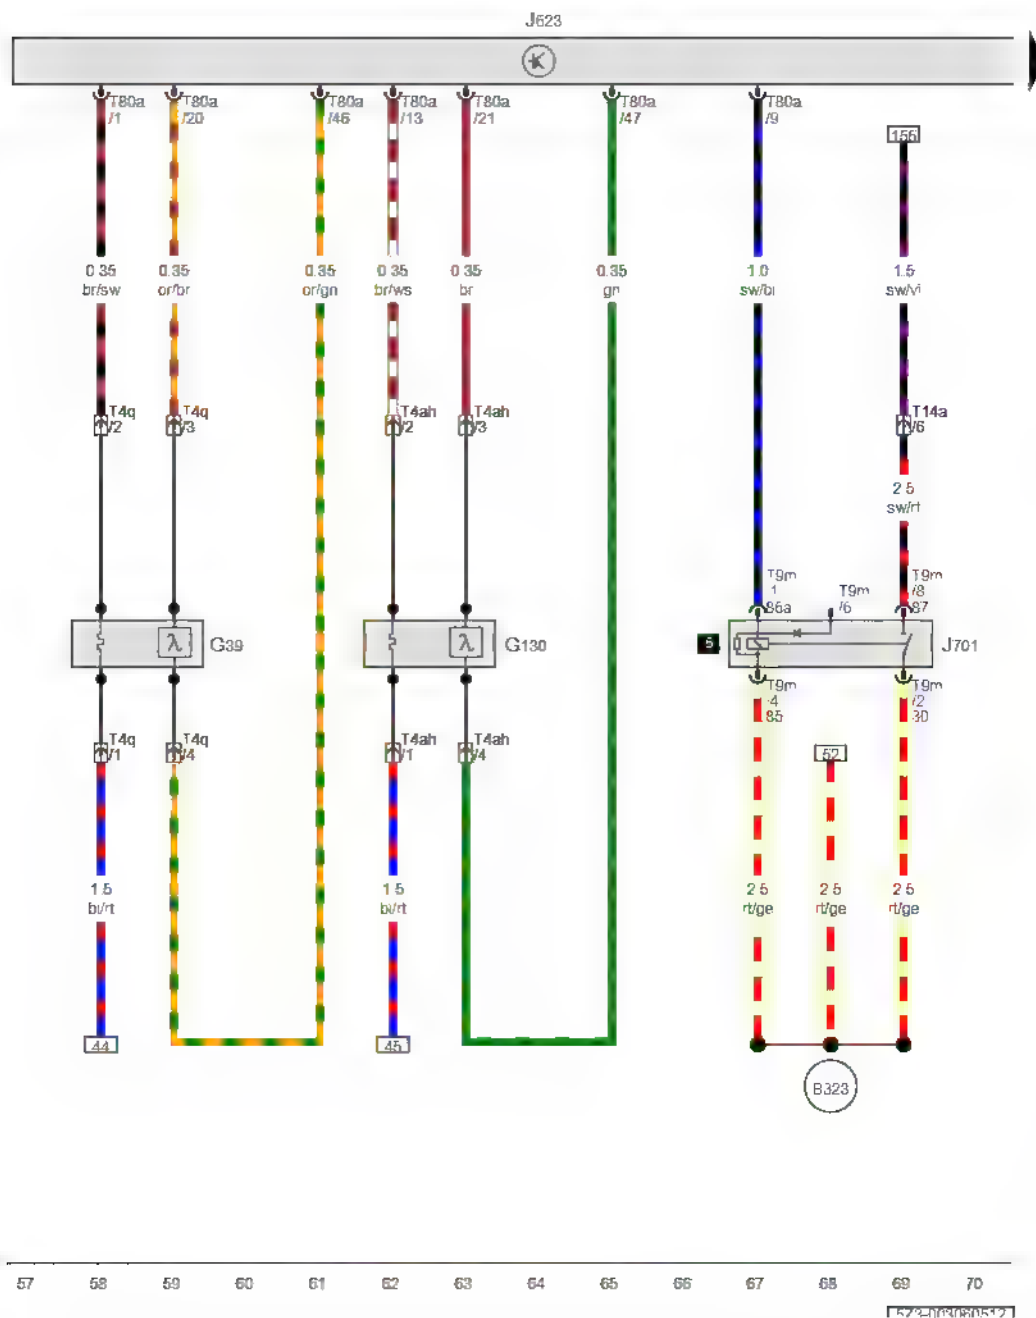 J623
T80a
/1
T80a
/20
T80a
/46
T80a
/13
T80a
/21
T80a
/47
T80a
/9
155
0.35
br/sw
0.35
or/br
0.35
or/gn
0.35
br/ws
0.35
br
0.35
gn
1.0
sw/bl
1.5
sw/vi
T4q
/2
T4q
/3
T4ah
/2
T4ah
/3
T14a
/6
2.5
sw/rt
T9m
86a
T9m
/6
T9m
/8
87
λ
G39
λ
G130
5
J701
T9m
85
T9m
/2
30
T4q
/1
T4q
/4
T4ah
/1
T4ah
/4
52
1.5
bl/rt
1.5
bl/rt
2.5
rt/ge
2.5
rt/ge
2.5
rt/ge
44
45
B323
57 58 59 60 61 62 63 64 65 66 67 68 69 70
573-003060512